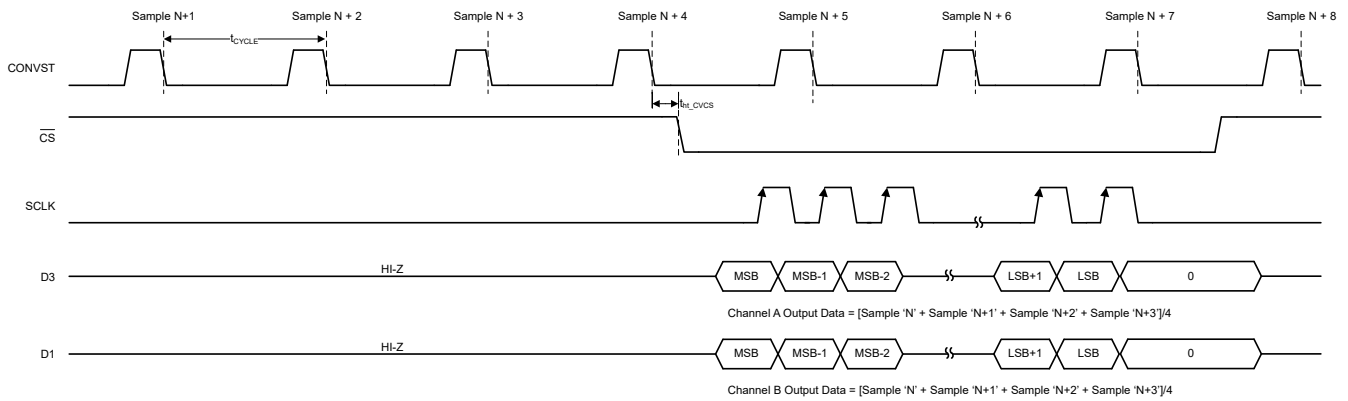 Sample N+1 Sample N + 2 Sample N + 3 Sample N + 4 Sample N + 5 Sample N + 6 Sample N + 7 Sample N + 8
tCYCLE
CONVST
tht_CVCS
CS
SCLK
D3 HI-Z MSB MSB-1 MSB-2 LSB+1 LSB 0
Channel A Output Data = [Sample ‘N’ + Sample ‘N+1’ + Sample ‘N+2’ + Sample ‘N+3’]/4
D1 HI-Z MSB MSB-1 MSB-2 LSB+1 LSB 0
Channel B Output Data = [Sample ‘N’ + Sample ‘N+1’ + Sample ‘N+2’ + Sample ‘N+3’]/4